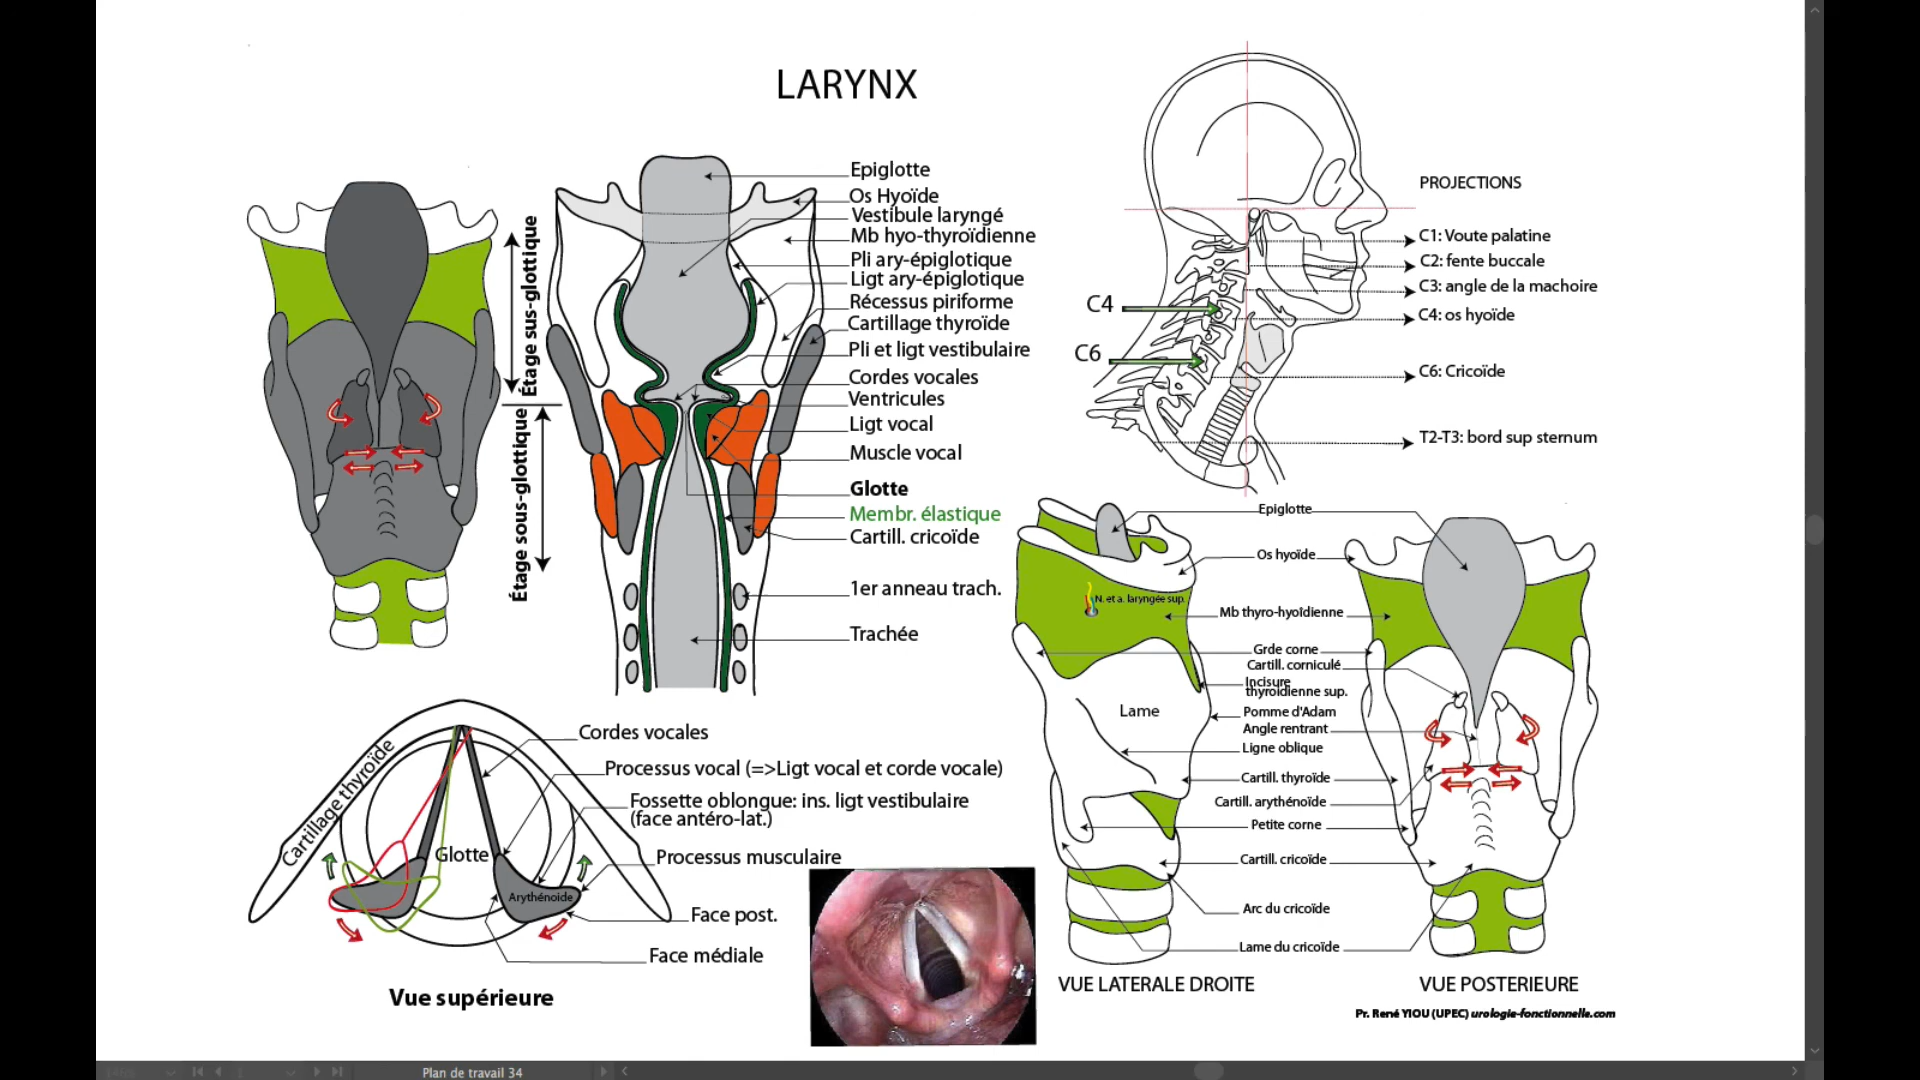 LARYNX
Étage sus-glottique
Étage sous-glottique
Epiglotte
Os Hyoïde
Vestibule laryngé
Mb hyo-thyroïdienne
Pli ary-épiglotique
Ligt ary-épiglotique
Récessus piriforme
Cartillage thyroïde
Pli et ligt vestibulaire
Cordes vocales
Ventricules
Ligt vocal
Muscle vocal
Glotte
Membr. élastique
Cartill. cricoïde
1er anneau trach.
Trachée
C4
C6
PROJECTIONS
C1: Voute palatine
C2: fente buccale
C3: angle de la machoire
C4: os hyoïde
C6: Cricoïde
T2-T3: bord sup sternum
Cartillage thyroïde
Cordes vocales
Processus vocal (=>Ligt vocal et corde vocale)
Fossette oblongue: ins. ligt vestibulaire
(face antéro-lat.)
Glotte
Processus musculaire
Arythénoide
Face post.
Face médiale
Vue supérieure
Epiglotte
Os hyoïde
N. et a. laryngée sup.
Mb thyro-hyoïdienne
Grde corne
Cartill. corniculé
Incisure
thyroïdienne sup.
Lame
Pomme d'Adam
Angle rentrant
Ligne oblique
Cartill. thyroïde
Cartill. arythénoïde
Petite corne
Cartill. cricoïde
Arc du cricoïde
Lame du cricoïde
VUE LATERALE DROITE
VUE POSTERIEURE
Pr. René YIOU (UPEC) urologie-fonctionnelle.com
Plan de travail 34